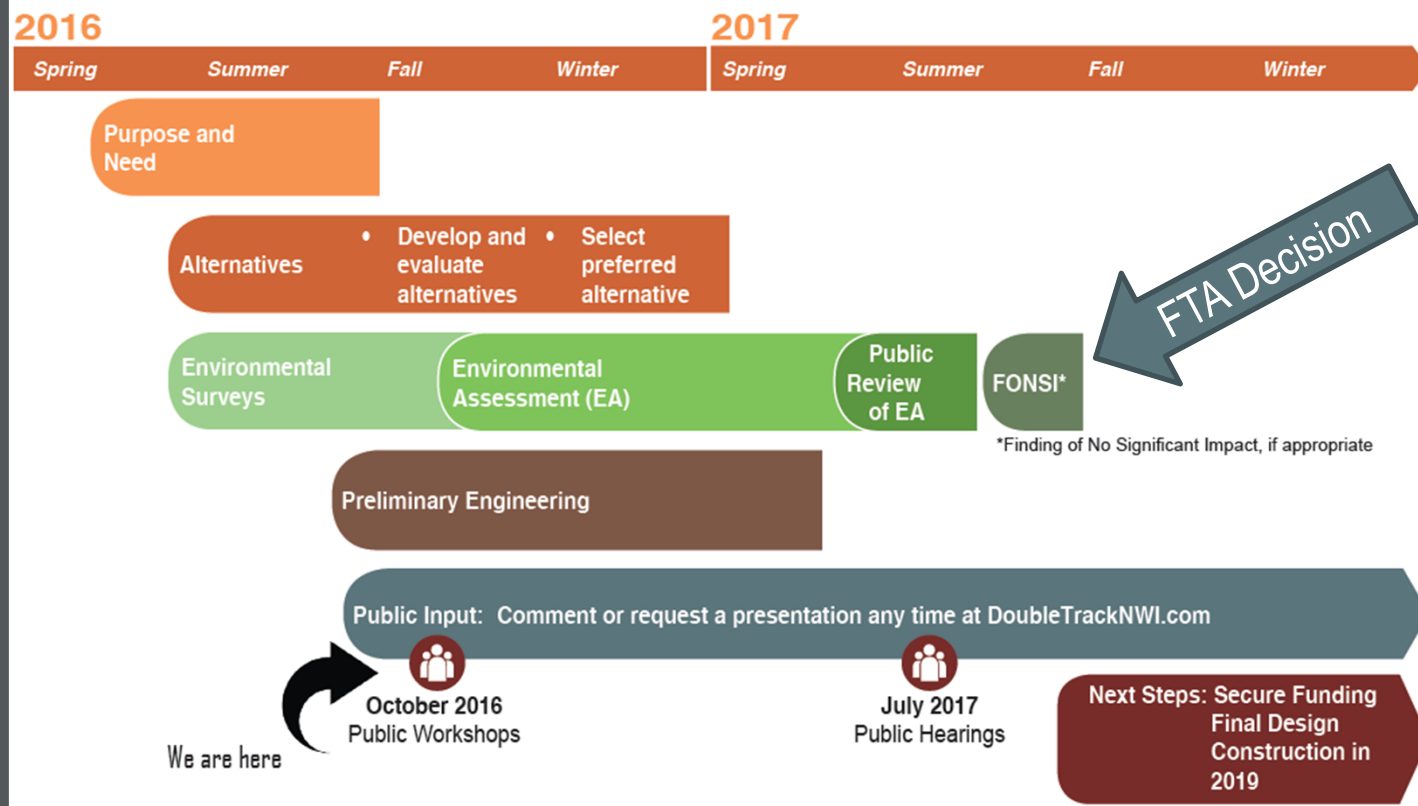 2016 2017
Spring Summer Fall Winter Spring Summer Fall Winter
Purpose and
Need
Alternatives
• Develop and
evaluate
alternatives
• Select
preferred
alternative
FTA Decision
Environmental
Surveys
Environmental
Assessment (EA)
Public
Review
of EA
FONSI*
*Finding of No Significant Impact, if appropriate
Preliminary Engineering
Public Input: Comment or request a presentation any time at DoubleTrackNWI.com
We are here
October 2016
Public Workshops
July 2017
Public Hearings
Next Steps: Secure Funding
Final Design
Construction in
2019